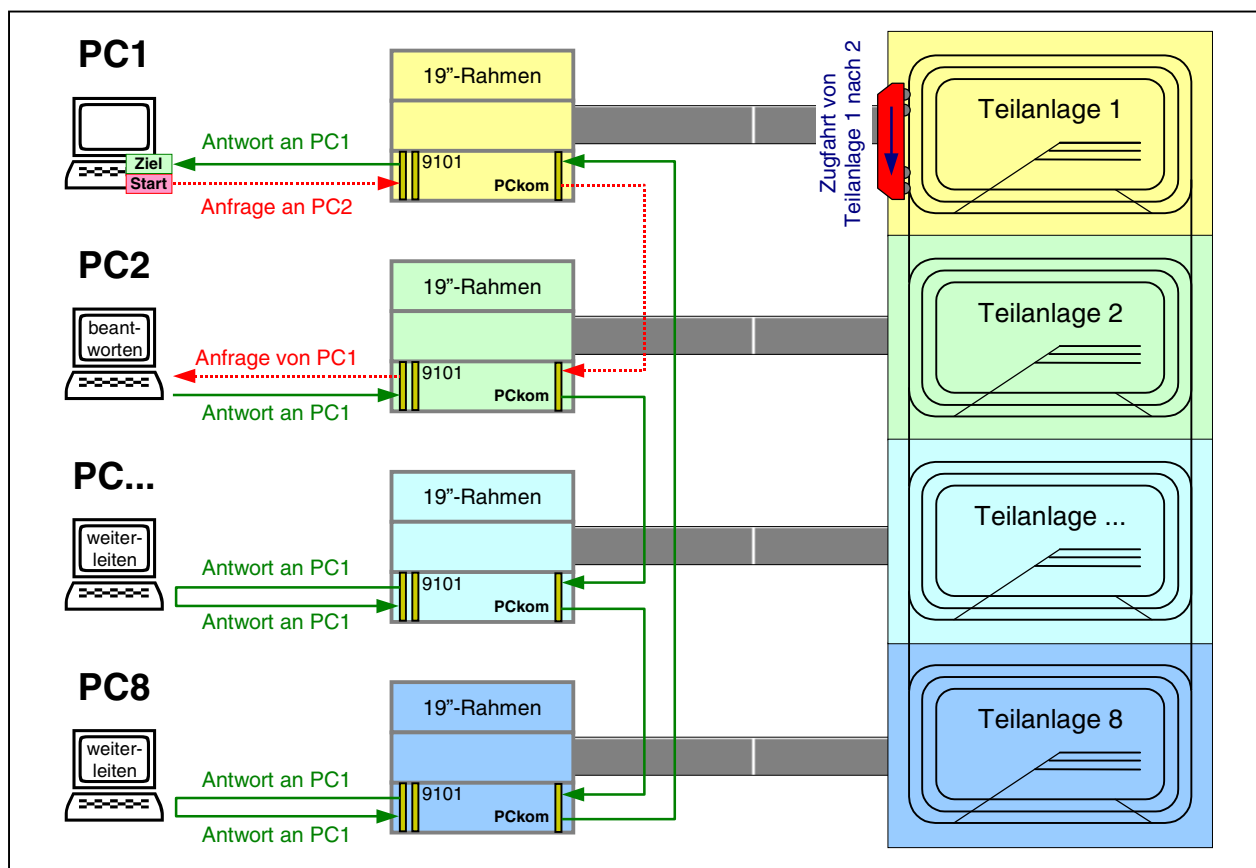 PC1
19”-Rahmen
Antwort an PC1
Ziel
Start
Anfrage an PC2
9101
PCkom
Zugfahrt von
Teilanlage 1 nach 2
Teilanlage 1
PC2
beant-
worten
19”-Rahmen
Anfrage von PC1
Antwort an PC1
9101
PCkom
Teilanlage 2
PC...
weiter-
leiten
19”-Rahmen
Antwort an PC1
Antwort an PC1
9101
PCkom
Teilanlage ...
PC8
weiter-
leiten
19”-Rahmen
Antwort an PC1
Antwort an PC1
9101
PCkom
Teilanlage 8